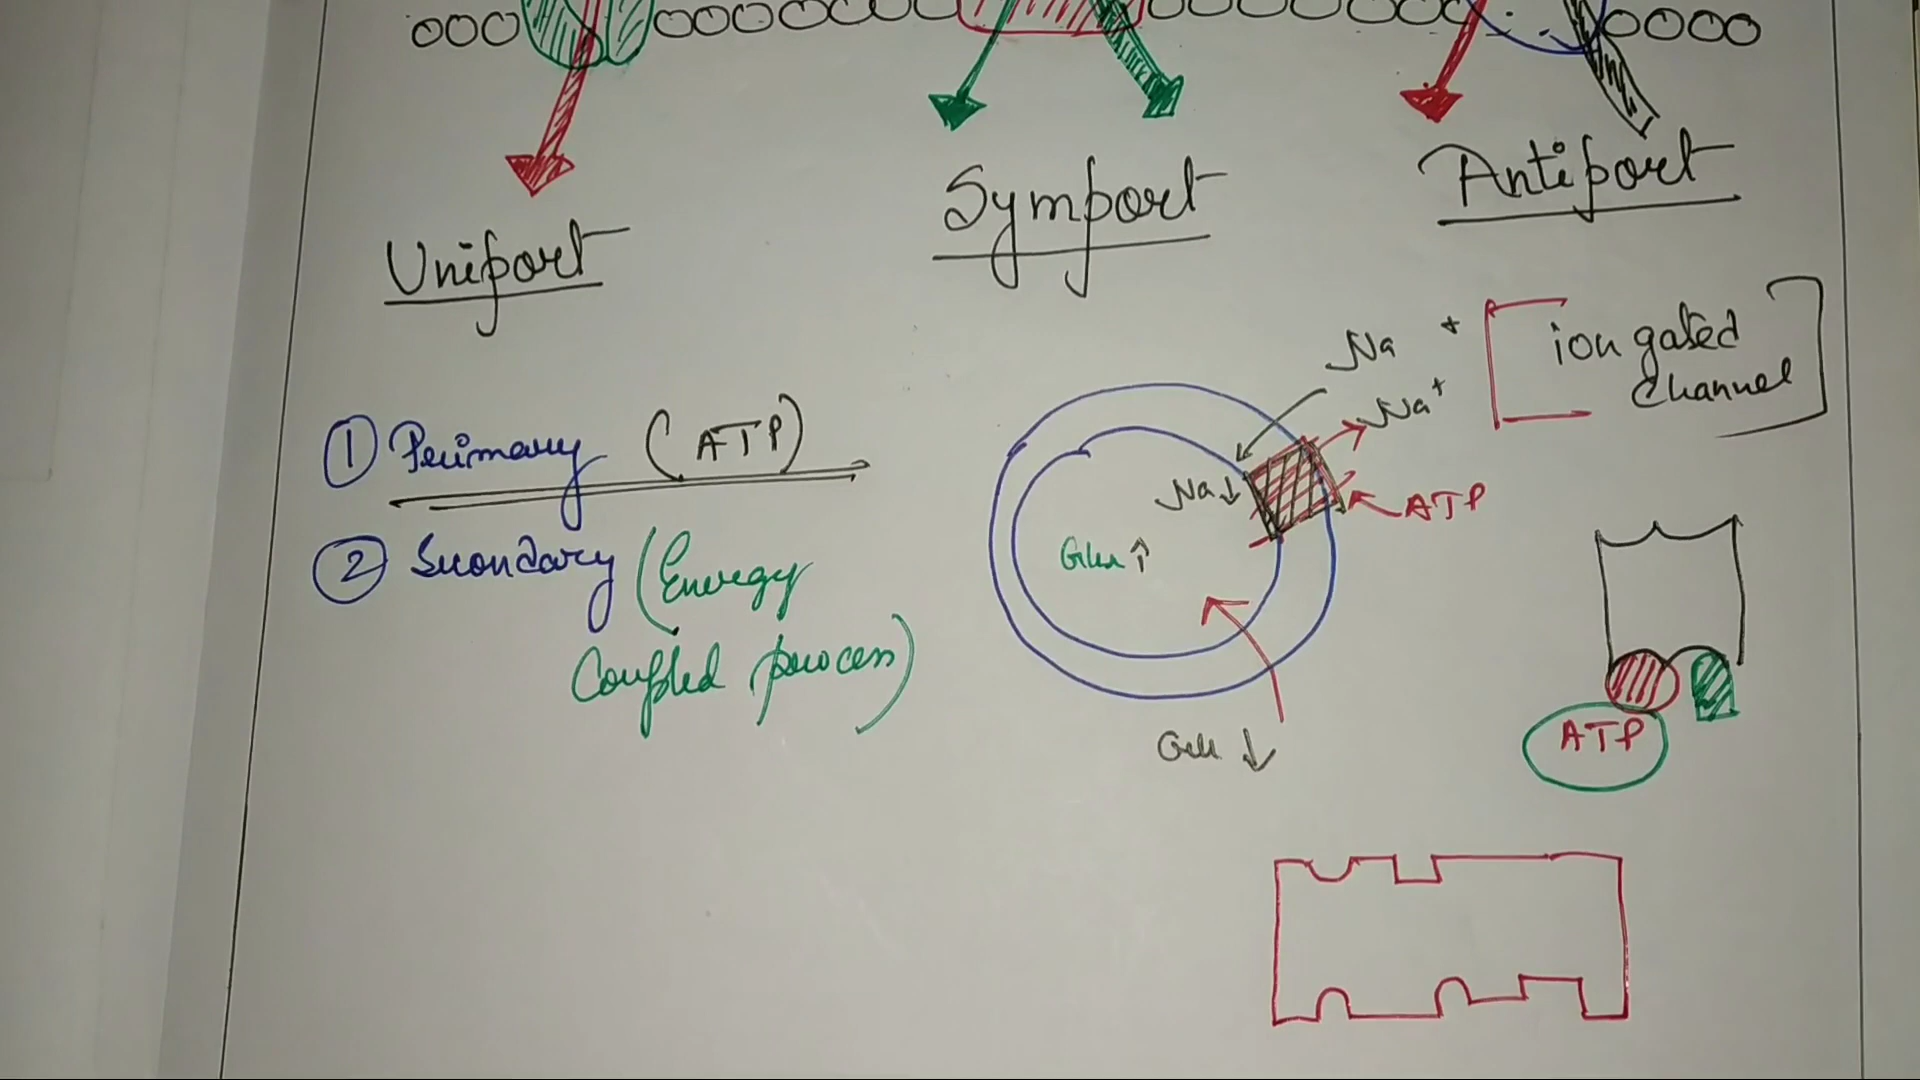 Uniport
Symport
Antiport
① Primary (ATP)
② Secondary (Energy
Coupled process)
Na +
Na+
[ion gated
channel]
Na↓
ATP
Glu ↑
Glu ↓
ATP